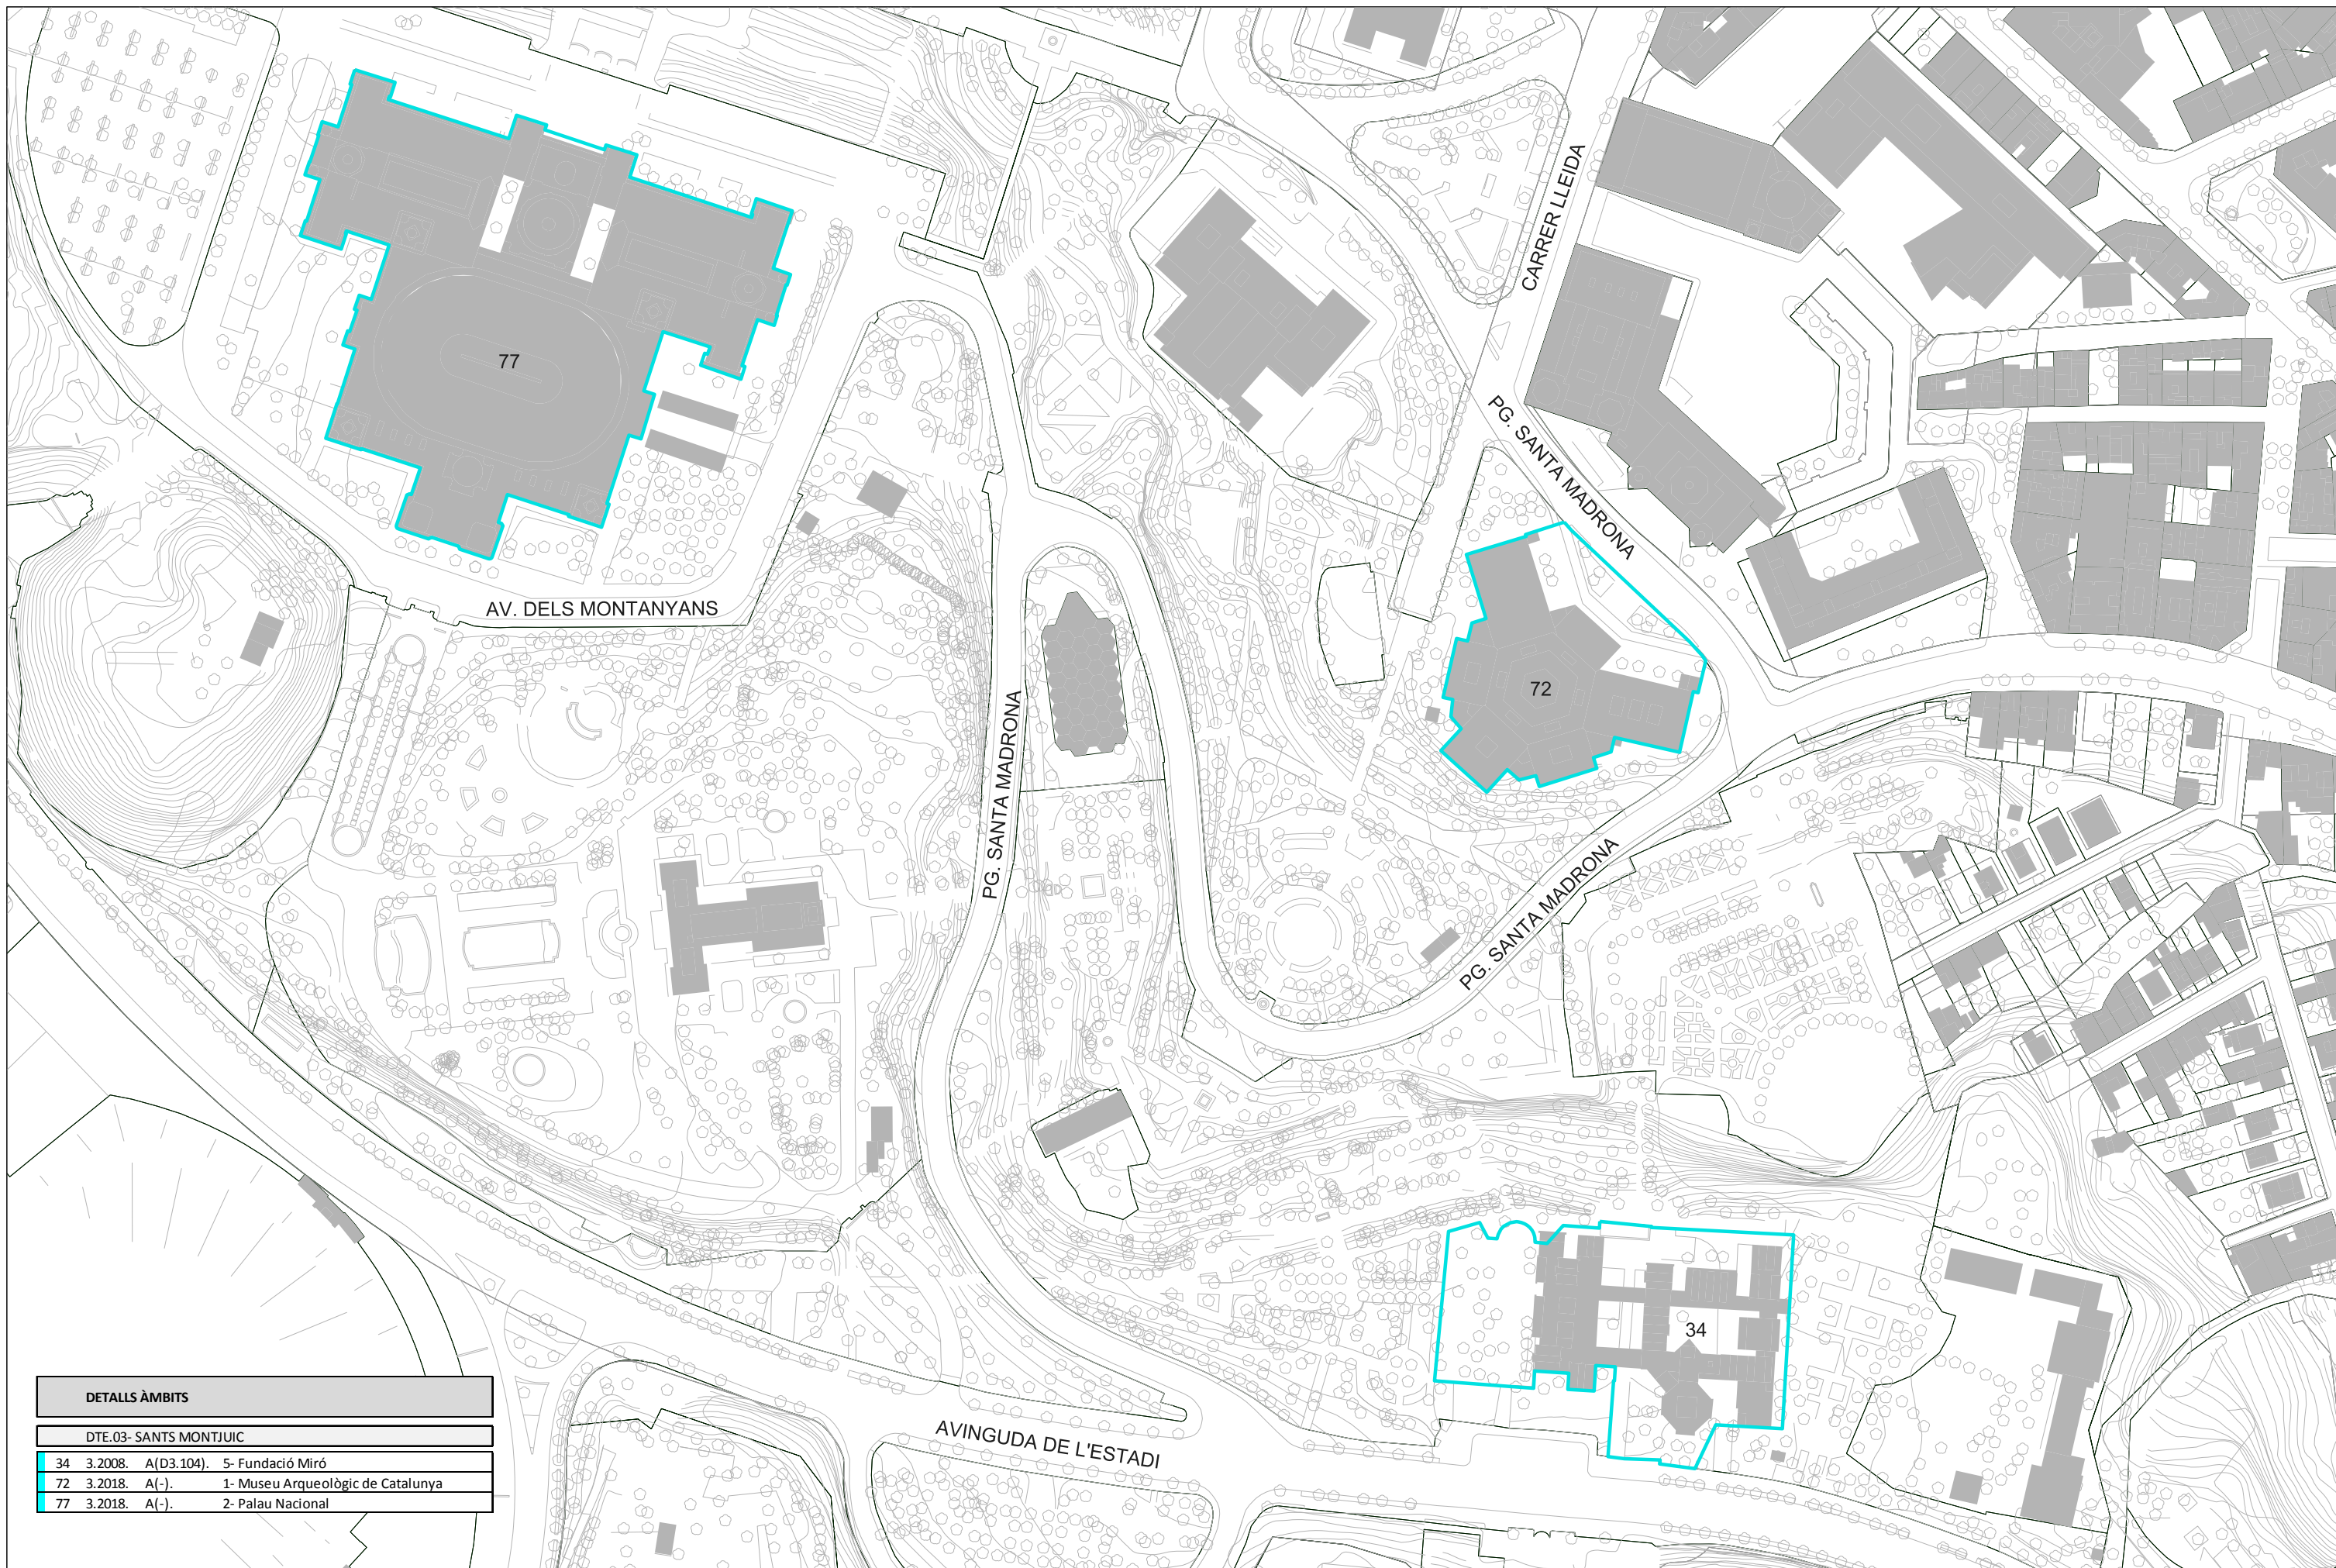 CARRER LLEIDA
77
PG. SANTA MADRONA
AV. DELS MONTANYANS
72
PG. SANTA MADRONA
PG. SANTA MADRONA
34
AVINGUDA DE L'ESTADI
DETALLS ÀMBITS
DTE.03- SANTS MONTJUIC
34 3.2008. A(D3.104). 5- Fundació Miró
72 3.2018. A(-). 1- Museu Arqueològic de Catalunya
77 3.2018. A(-). 2- Palau Nacional